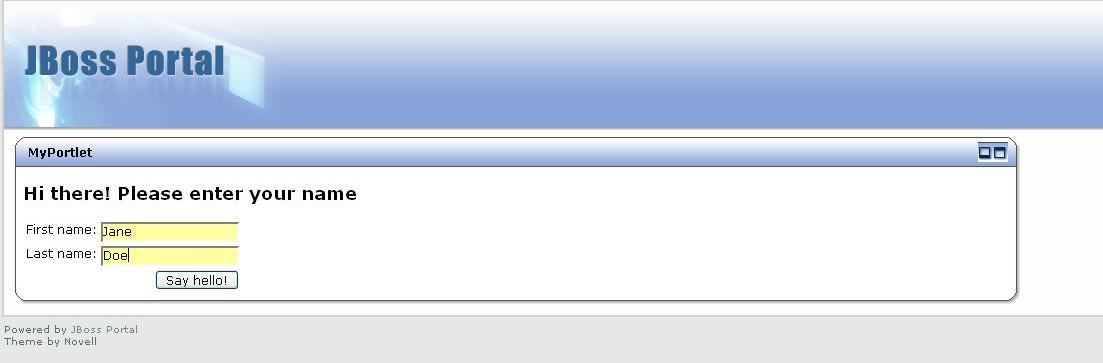 JBoss Portal
MyPortlet
Hi there! Please enter your name
First name: Jane
Last name: Doe
Say hello!
Powered by JBoss Portal
Theme by Novell